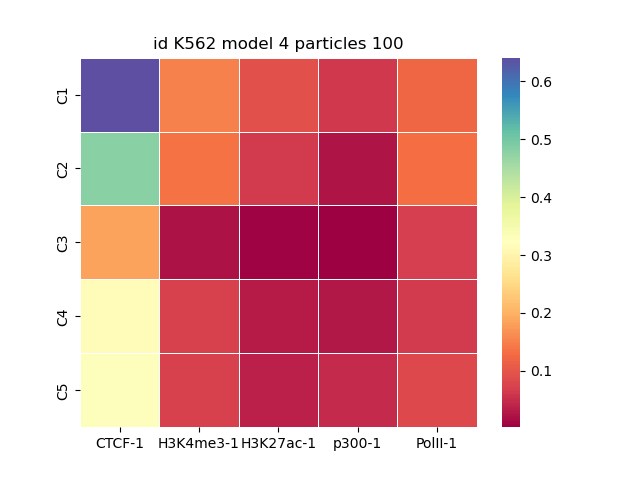 id K562 model 4 particles 100
C1
C2
C3
C4
C5
CTCF-1 H3K4me3-1 H3K27ac-1 p300-1 PolII-1
0.6
0.5
0.4
0.3
0.2
0.1